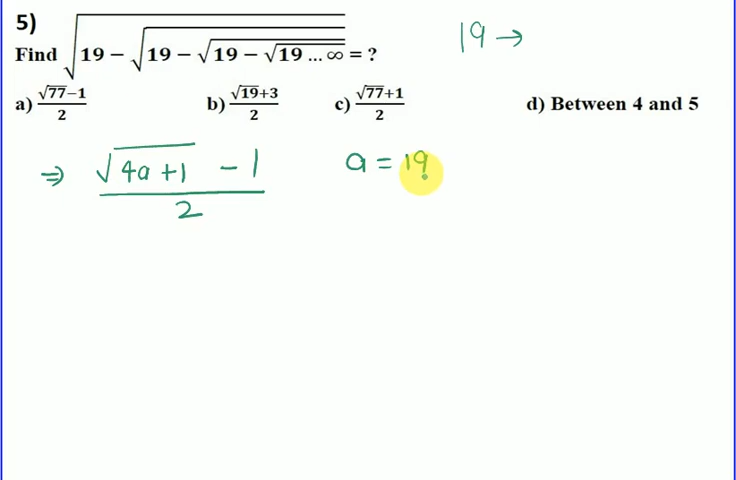 5)
Find √19 − √19 − √19 − √19 … ∞ = ?
19 →
a) √77−1/2 b) √19+3/2 c) √77+1/2 d) Between 4 and 5
⇒ √4a+1 − 1/2 a = 19